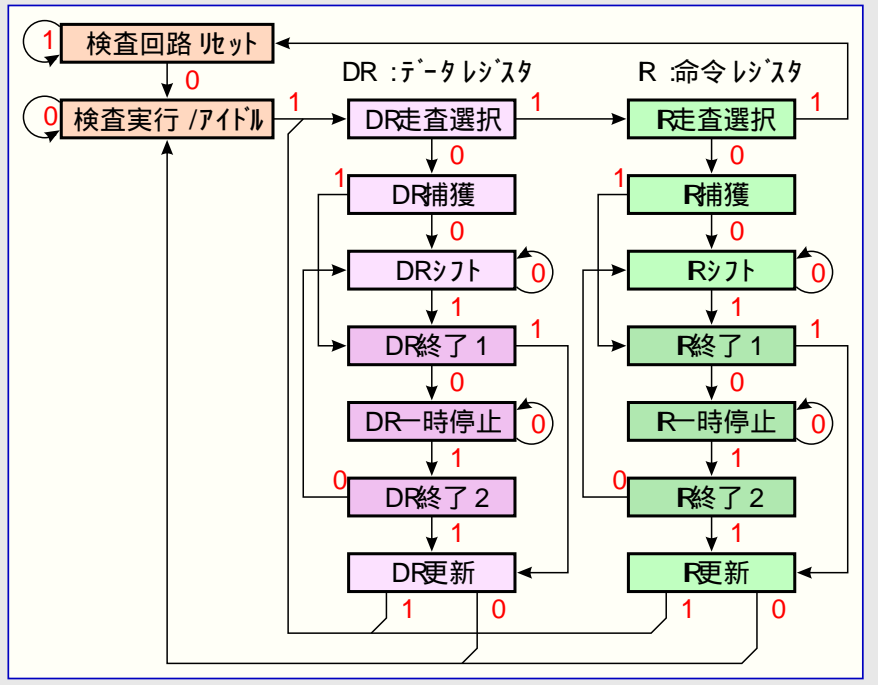 検査回路リセット
1
0
検査実行/アイドル
0
1
DR:データレジスタ
DR走査選択
1
0
DR捕獲
1
0
DRシフト
0
1
DR終了1
1
0
DR一時停止
0
1
DR終了2
0
1
DR更新
1
0
R:命令レジスタ
R走査選択
1
0
R捕獲
1
0
Rシフト
0
1
R終了1
1
0
R一時停止
0
1
R終了2
0
1
R更新
1
0